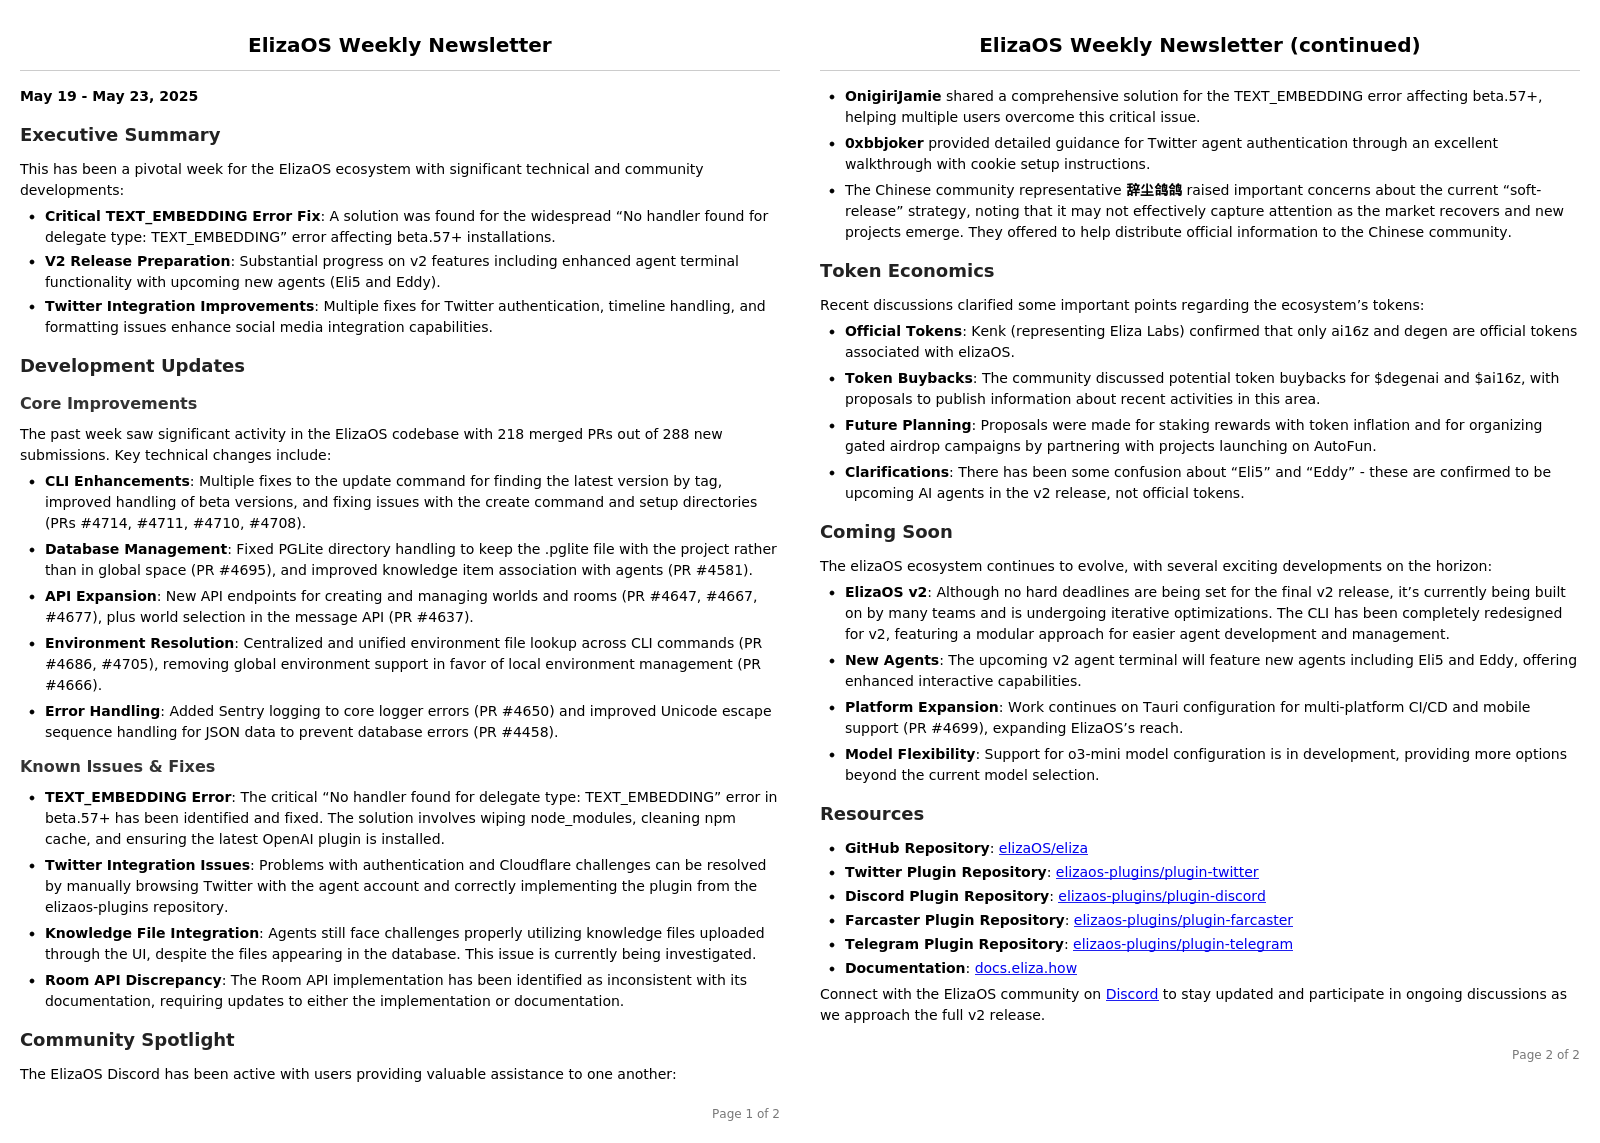 ElizaOS Weekly Newsletter
May 19 - May 23, 2025
Executive Summary
This has been a pivotal week for the ElizaOS ecosystem with significant technical and community
developments:
• Critical TEXT_EMBEDDING Error Fix: A solution was found for the widespread “No handler found for
delegate type: TEXT_EMBEDDING” error affecting beta.57+ installations.
• V2 Release Preparation: Substantial progress on v2 features including enhanced agent terminal
functionality with upcoming new agents (Eli5 and Eddy).
• Twitter Integration Improvements: Multiple fixes for Twitter authentication, timeline handling, and
formatting issues enhance social media integration capabilities.
Development Updates
Core Improvements
The past week saw significant activity in the ElizaOS codebase with 218 merged PRs out of 288 new
submissions. Key technical changes include:
• CLI Enhancements: Multiple fixes to the update command for finding the latest version by tag,
improved handling of beta versions, and fixing issues with the create command and setup directories
(PRs #4714, #4711, #4710, #4708).
• Database Management: Fixed PGLite directory handling to keep the .pglite file with the project rather
than in global space (PR #4695), and improved knowledge item association with agents (PR #4581).
• API Expansion: New API endpoints for creating and managing worlds and rooms (PR #4647, #4667,
#4677), plus world selection in the message API (PR #4637).
• Environment Resolution: Centralized and unified environment file lookup across CLI commands (PR
#4686, #4705), removing global environment support in favor of local environment management (PR
#4666).
• Error Handling: Added Sentry logging to core logger errors (PR #4650) and improved Unicode escape
sequence handling for JSON data to prevent database errors (PR #4458).
Known Issues & Fixes
• TEXT_EMBEDDING Error: The critical “No handler found for delegate type: TEXT_EMBEDDING” error in
beta.57+ has been identified and fixed. The solution involves wiping node_modules, cleaning npm
cache, and ensuring the latest OpenAI plugin is installed.
• Twitter Integration Issues: Problems with authentication and Cloudflare challenges can be resolved
by manually browsing Twitter with the agent account and correctly implementing the plugin from the
elizaos-plugins repository.
• Knowledge File Integration: Agents still face challenges properly utilizing knowledge files uploaded
through the UI, despite the files appearing in the database. This issue is currently being investigated.
• Room API Discrepancy: The Room API implementation has been identified as inconsistent with its
documentation, requiring updates to either the implementation or documentation.
Community Spotlight
The ElizaOS Discord has been active with users providing valuable assistance to one another:
Page 1 of 2
ElizaOS Weekly Newsletter (continued)
• OnigiriJamie shared a comprehensive solution for the TEXT_EMBEDDING error affecting beta.57+,
helping multiple users overcome this critical issue.
• 0xbbjoker provided detailed guidance for Twitter agent authentication through an excellent
walkthrough with cookie setup instructions.
• The Chinese community representative 辞尘鸽鸽 raised important concerns about the current “soft-
release” strategy, noting that it may not effectively capture attention as the market recovers and new
projects emerge. They offered to help distribute official information to the Chinese community.
Token Economics
Recent discussions clarified some important points regarding the ecosystem’s tokens:
• Official Tokens: Kenk (representing Eliza Labs) confirmed that only ai16z and degen are official tokens
associated with elizaOS.
• Token Buybacks: The community discussed potential token buybacks for $degenai and $ai16z, with
proposals to publish information about recent activities in this area.
• Future Planning: Proposals were made for staking rewards with token inflation and for organizing
gated airdrop campaigns by partnering with projects launching on AutoFun.
• Clarifications: There has been some confusion about “Eli5” and “Eddy” - these are confirmed to be
upcoming AI agents in the v2 release, not official tokens.
Coming Soon
The elizaOS ecosystem continues to evolve, with several exciting developments on the horizon:
• ElizaOS v2: Although no hard deadlines are being set for the final v2 release, it’s currently being built
on by many teams and is undergoing iterative optimizations. The CLI has been completely redesigned
for v2, featuring a modular approach for easier agent development and management.
• New Agents: The upcoming v2 agent terminal will feature new agents including Eli5 and Eddy, offering
enhanced interactive capabilities.
• Platform Expansion: Work continues on Tauri configuration for multi-platform CI/CD and mobile
support (PR #4699), expanding ElizaOS’s reach.
• Model Flexibility: Support for o3-mini model configuration is in development, providing more options
beyond the current model selection.
Resources
• GitHub Repository: elizaOS/eliza
• Twitter Plugin Repository: elizaos-plugins/plugin-twitter
• Discord Plugin Repository: elizaos-plugins/plugin-discord
• Farcaster Plugin Repository: elizaos-plugins/plugin-farcaster
• Telegram Plugin Repository: elizaos-plugins/plugin-telegram
• Documentation: docs.eliza.how
Connect with the ElizaOS community on Discord to stay updated and participate in ongoing discussions as
we approach the full v2 release.
Page 2 of 2